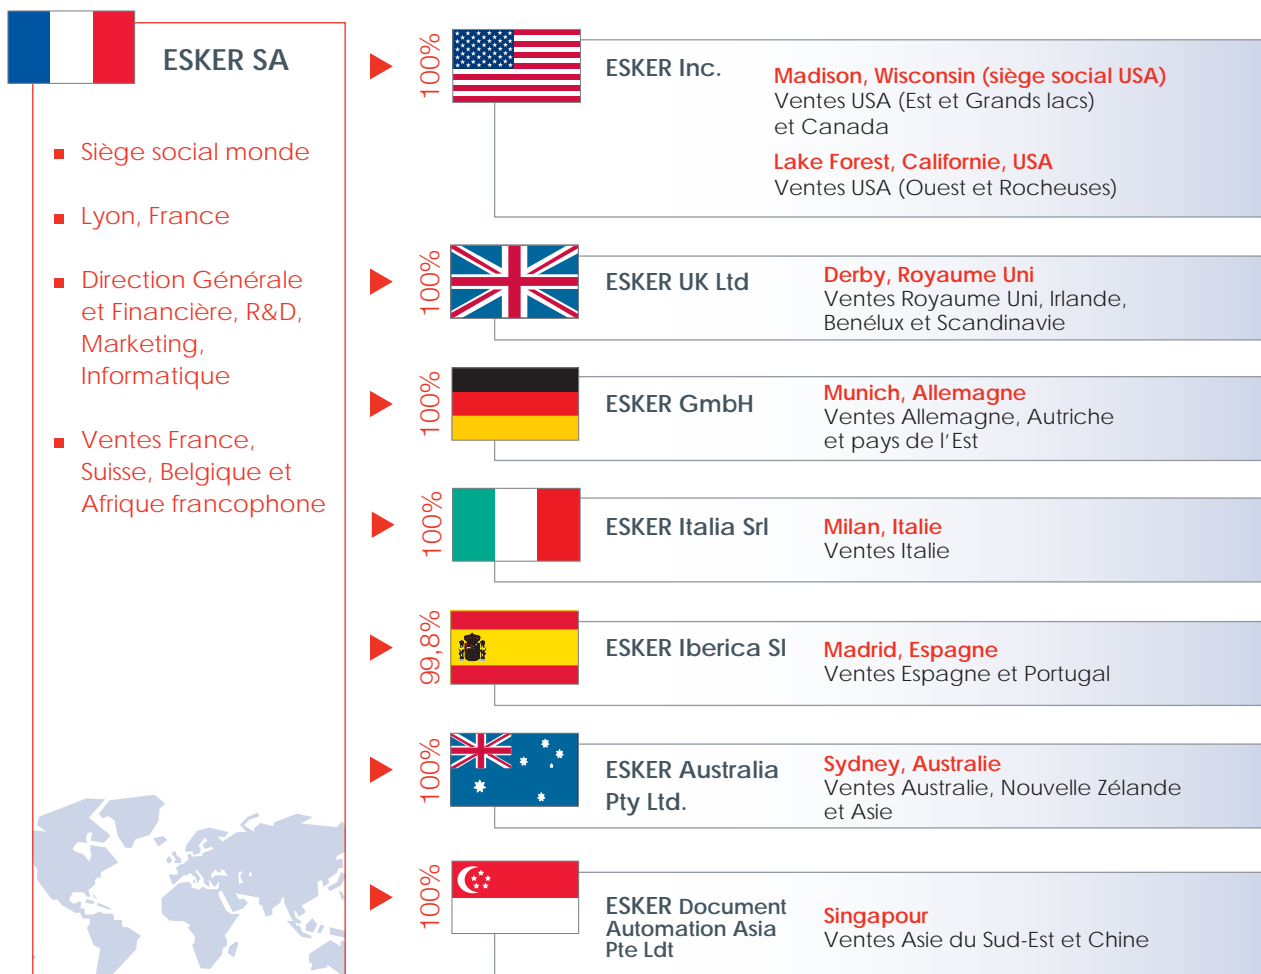 ESKER SA
Siège social monde
Lyon, France
Direction Générale
et Financière, R&D,
Marketing,
Informatique
Ventes France,
Suisse, Belgique et
Afrique francophone
100%
ESKER Inc.
Madison, Wisconsin (siège social USA)
Ventes USA (Est et Grands lacs)
et Canada
Lake Forest, Californie, USA
Ventes USA (Ouest et Rocheuses)
100%
ESKER UK Ltd
Derby, Royaume Uni
Ventes Royaume Uni, Irlande,
Benélux et Scandinavie
100%
ESKER GmbH
Munich, Allemagne
Ventes Allemagne, Autriche
et pays de l'Est
100%
ESKER Italia Srl
Milan, Italie
Ventes Italie
99,8%
ESKER Iberica Sl
Madrid, Espagne
Ventes Espagne et Portugal
100%
ESKER Australia
Pty Ltd.
Sydney, Australie
Ventes Australie, Nouvelle Zélande
et Asie
100%
ESKER Document
Automation Asia
Pte Ldt
Singapour
Ventes Asie du Sud-Est et Chine